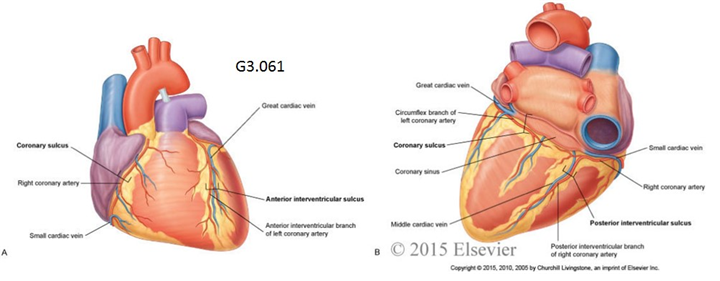 G3.061
Great cardiac vein
Coronary sulcus
Right coronary artery
Anterior interventricular sulcus
Anterior interventricular branch
of left coronary artery
Small cardiac vein
A
Great cardiac vein
Circumflex branch of
left coronary artery
Coronary sulcus
Coronary sinus
Small cardiac vein
Right coronary artery
Middle cardiac vein
Posterior interventricular sulcus
Posterior interventricular branch
of right coronary artery
B
© 2015 Elsevier
Copyright © 2015, 2010, 2005 by Churchill Livingstone, an imprint of Elsevier Inc.